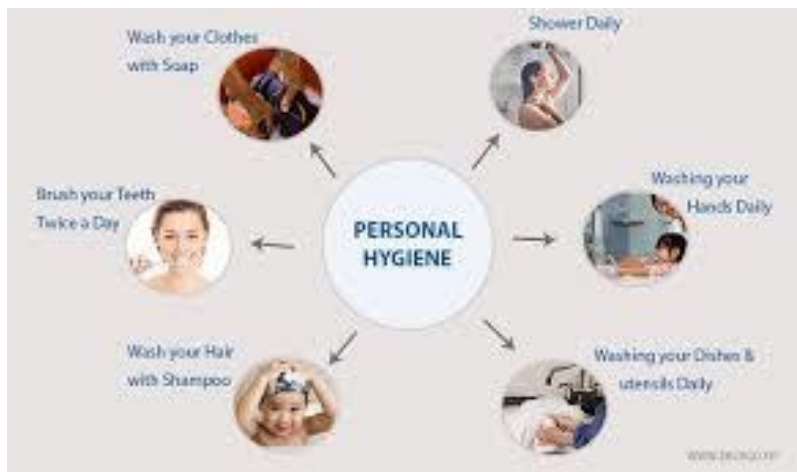 Shower Daily
Wash your Clothes
with Soap
Washing your
Hands Daily
Brush your Teeth
Twice a Day
PERSONAL
HYGIENE
Wash your Hair
with Shampoo
Washing your Dishes &
utensils Daily